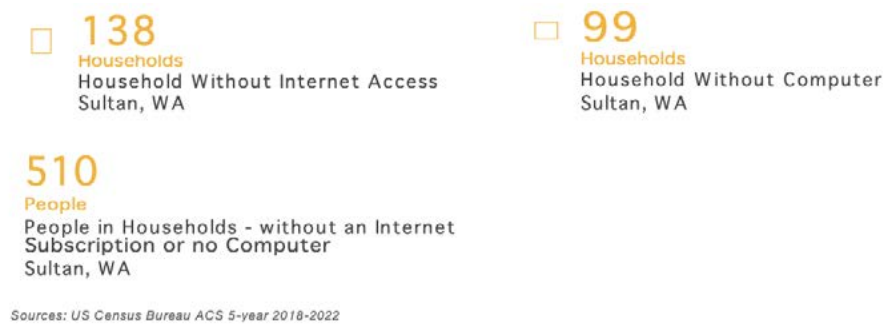 138
Households
Household Without Internet Access
Sultan, WA
99
Households
Household Without Computer
Sultan, WA
510
People
People in Households - without an Internet
Subscription or no Computer
Sultan, WA
Sources: US Census Bureau ACS 5-year 2018-2022